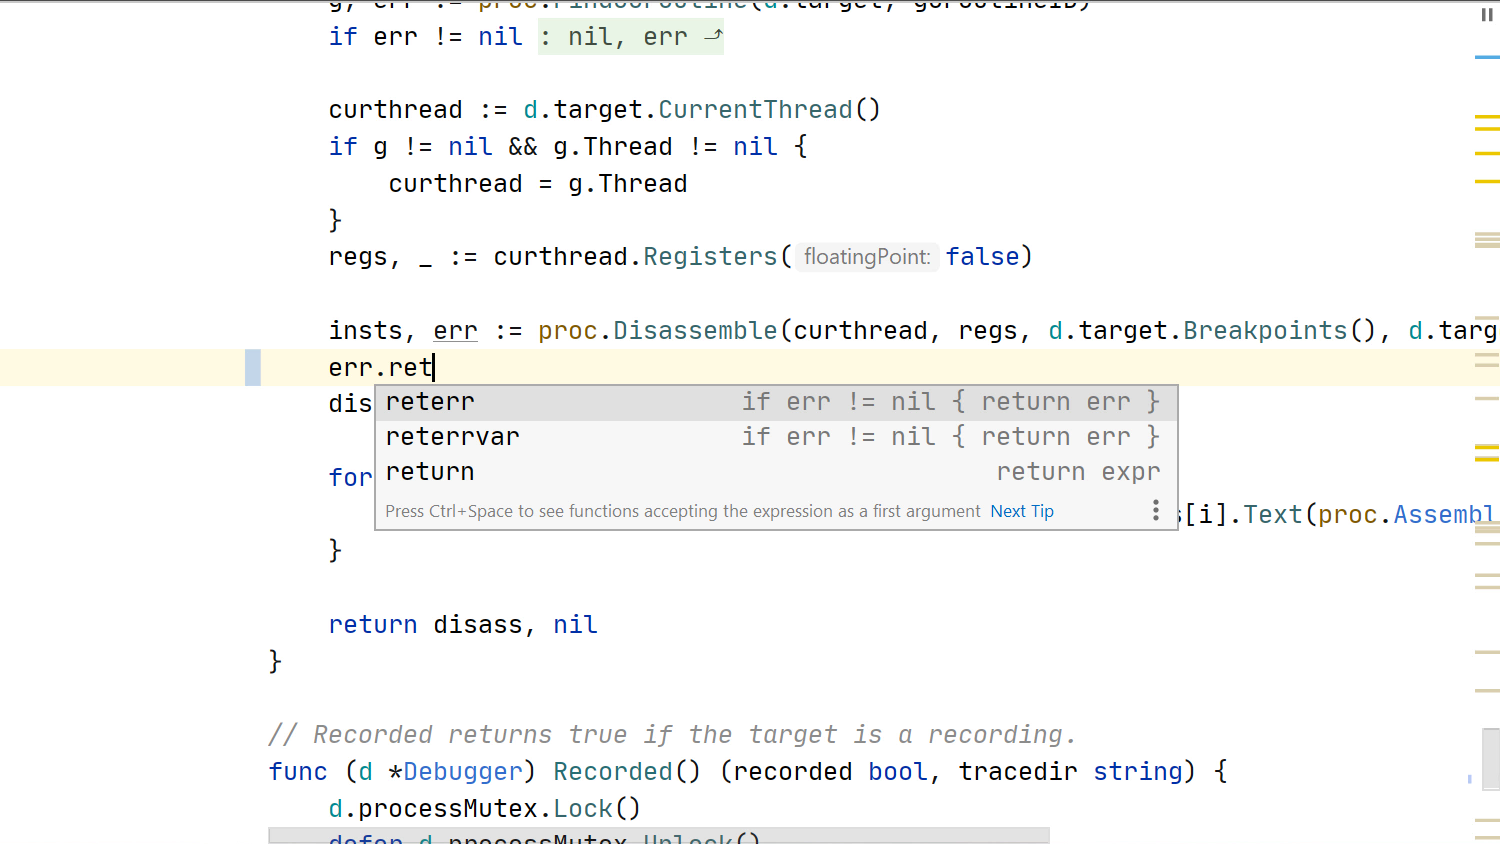 g, err := proc.FindGoroutine(d.target, goroutineID)
if err != nil : nil, err
curthread := d.target.CurrentThread()
if g != nil && g.Thread != nil {
curthread = g.Thread
}
regs, _ := curthread.Registers( floatingPoint: false)
insts, err := proc.Disassemble(curthread, regs, d.target.Breakpoints(), d.targ
err.ret
dis
reterr if err != nil { return err }
reterrvar if err != nil { return err }
return return expr
Press Ctrl+Space to see functions accepting the expression as a first argument Next Tip
for
s[i].Text(proc.Assembl
}
return disass, nil
}
// Recorded returns true if the target is a recording.
func (d *Debugger) Recorded() (recorded bool, tracedir string) {
d.processMutex.Lock()
defer d.processMutex.Unlock()